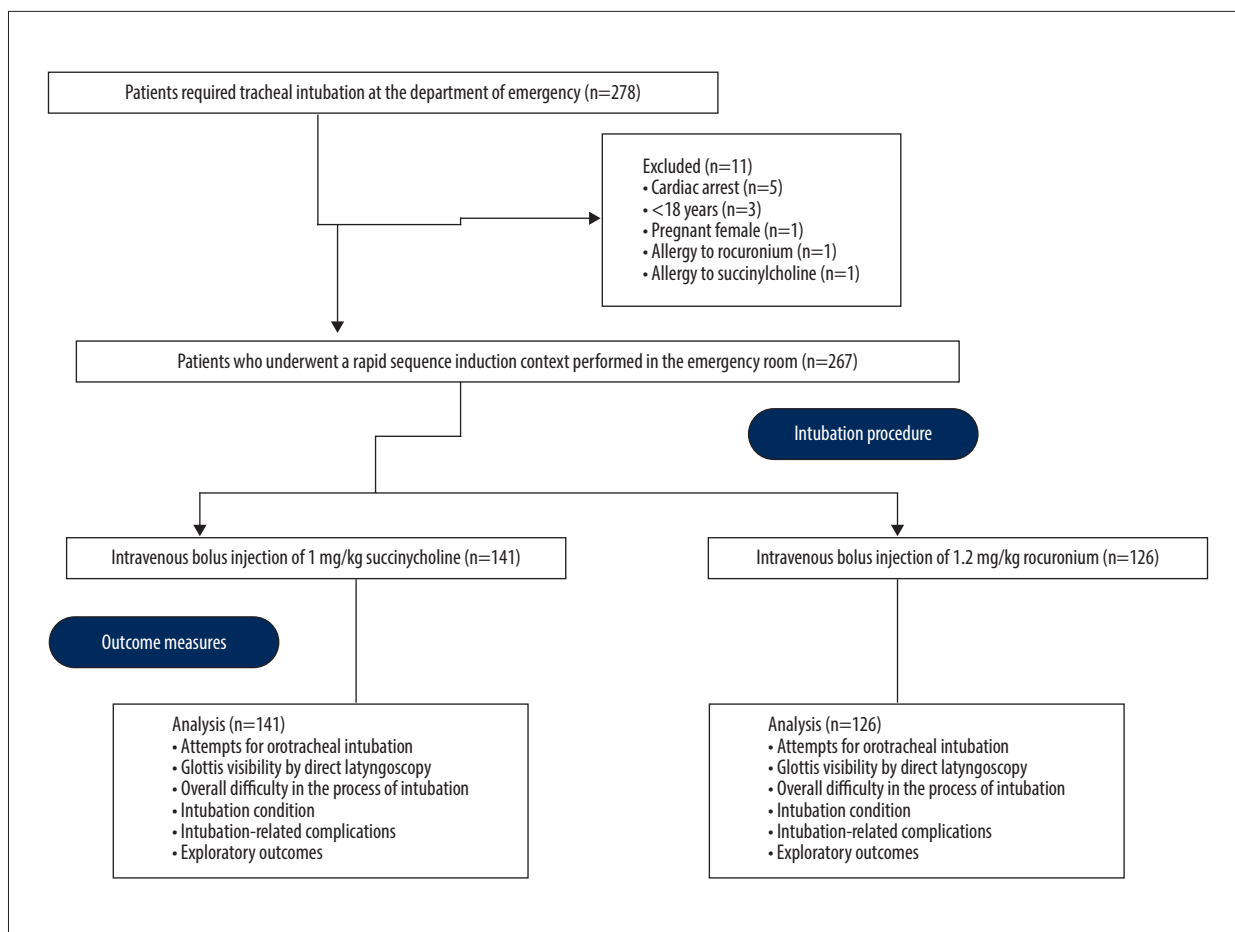 Patients required tracheal intubation at the department of emergency (n=278)
Excluded (n=11)
• Cardiac arrest (n=5)
• <18 years (n=3)
• Pregnant female (n=1)
• Allergy to rocuronium (n=1)
• Allergy to succinylcholine (n=1)
Patients who underwent a rapid sequence induction context performed in the emergency room (n=267)
Intubation procedure
Intravenous bolus injection of 1 mg/kg succinycholine (n=141)
Intravenous bolus injection of 1.2 mg/kg rocuronium (n=126)
Outcome measures
Analysis (n=141)
• Attempts for orotracheal intubation
• Glottis visibility by direct latyngoscopy
• Overall difficulty in the process of intubation
• Intubation condition
• Intubation-related complications
• Exploratory outcomes
Analysis (n=126)
• Attempts for orotracheal intubation
• Glottis visibility by direct latyngoscopy
• Overall difficulty in the process of intubation
• Intubation condition
• Intubation-related complications
• Exploratory outcomes